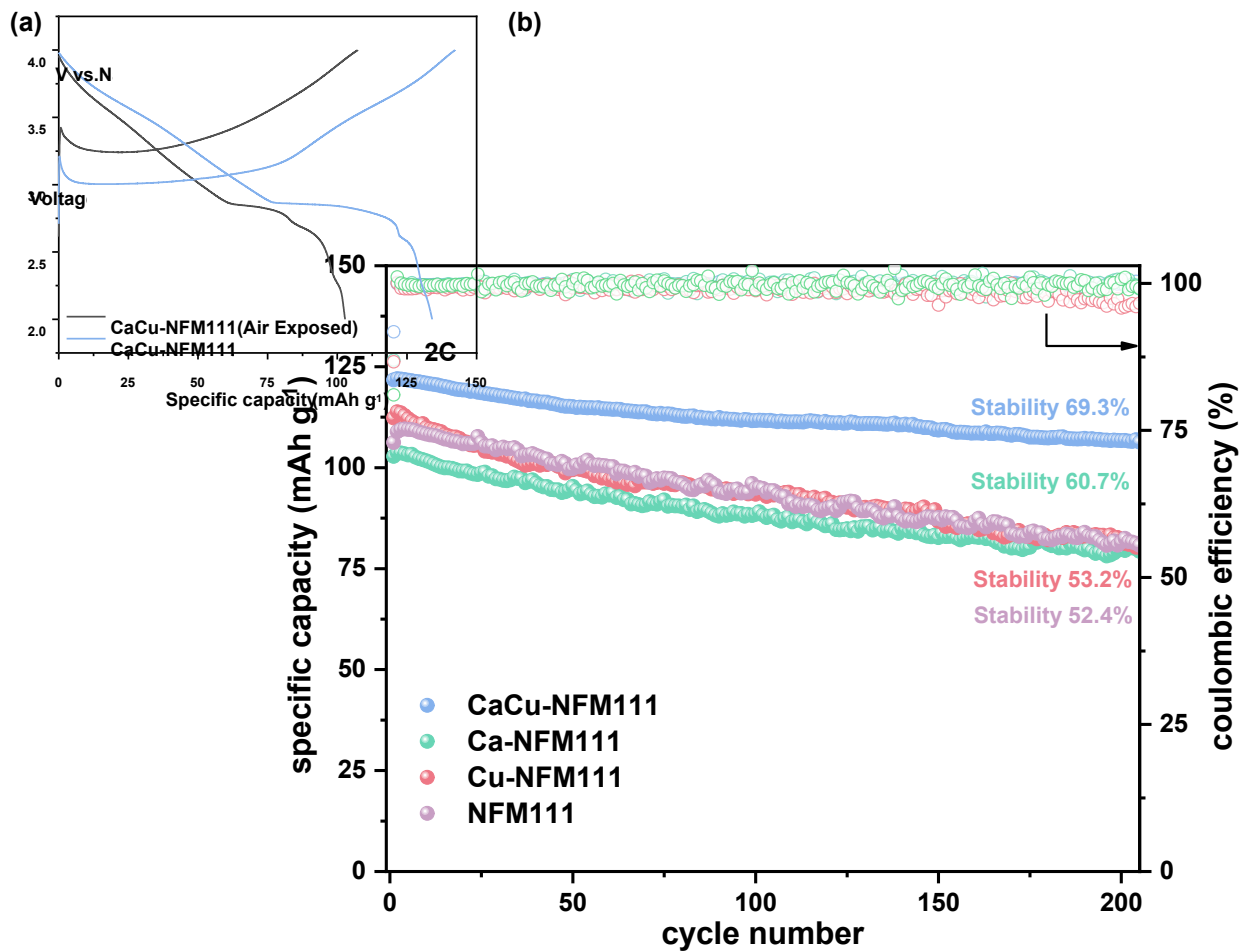 (a)
(b)
4.0
V vs.N
3.5
3.0
Voltag
2.5
2.0
CaCu-NFM111(Air Exposed)
CaCu-NFM111
2C
0
25
50
75
100
125
150
Specific capacity(mAh g1)
150
125
100
75
50
25
0
specific capacity (mAh g1)
100
75
50
25
0
coulombic efficiency (%)
Stability 69.3%
Stability 60.7%
Stability 53.2%
Stability 52.4%
CaCu-NFM111
Ca-NFM111
Cu-NFM111
NFM111
0
50
100
150
200
cycle number